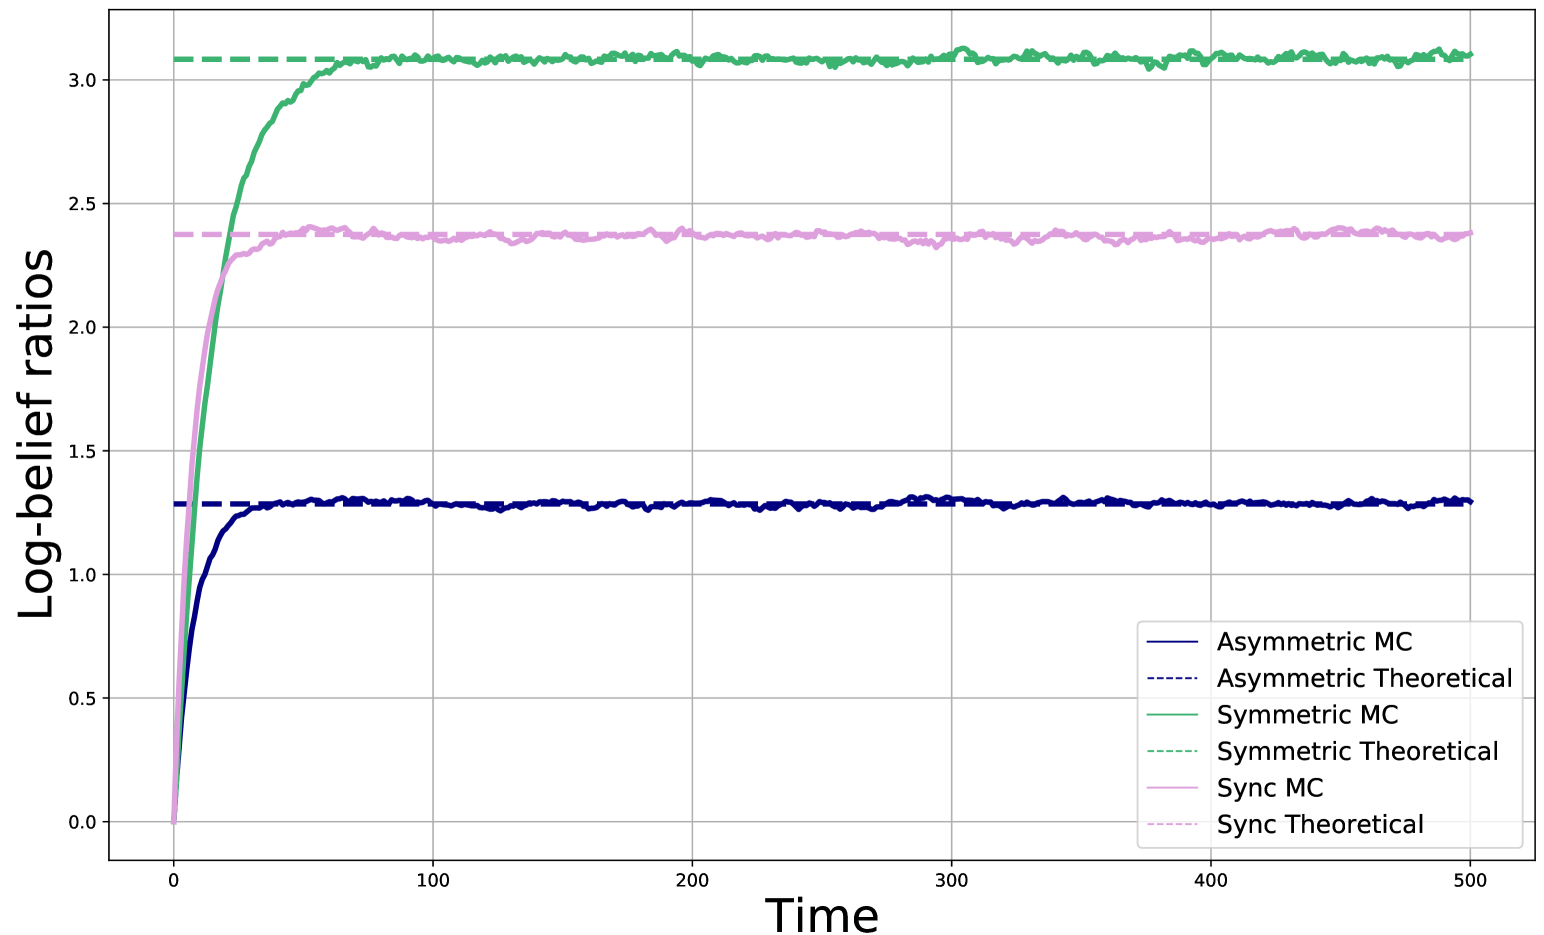 Log-belief ratios
3.0
2.5
2.0
1.5
1.0
0.5
0.0
0 100 200 300 400 500
Time
Asymmetric MC
Asymmetric Theoretical
Symmetric MC
Symmetric Theoretical
Sync MC
Sync Theoretical